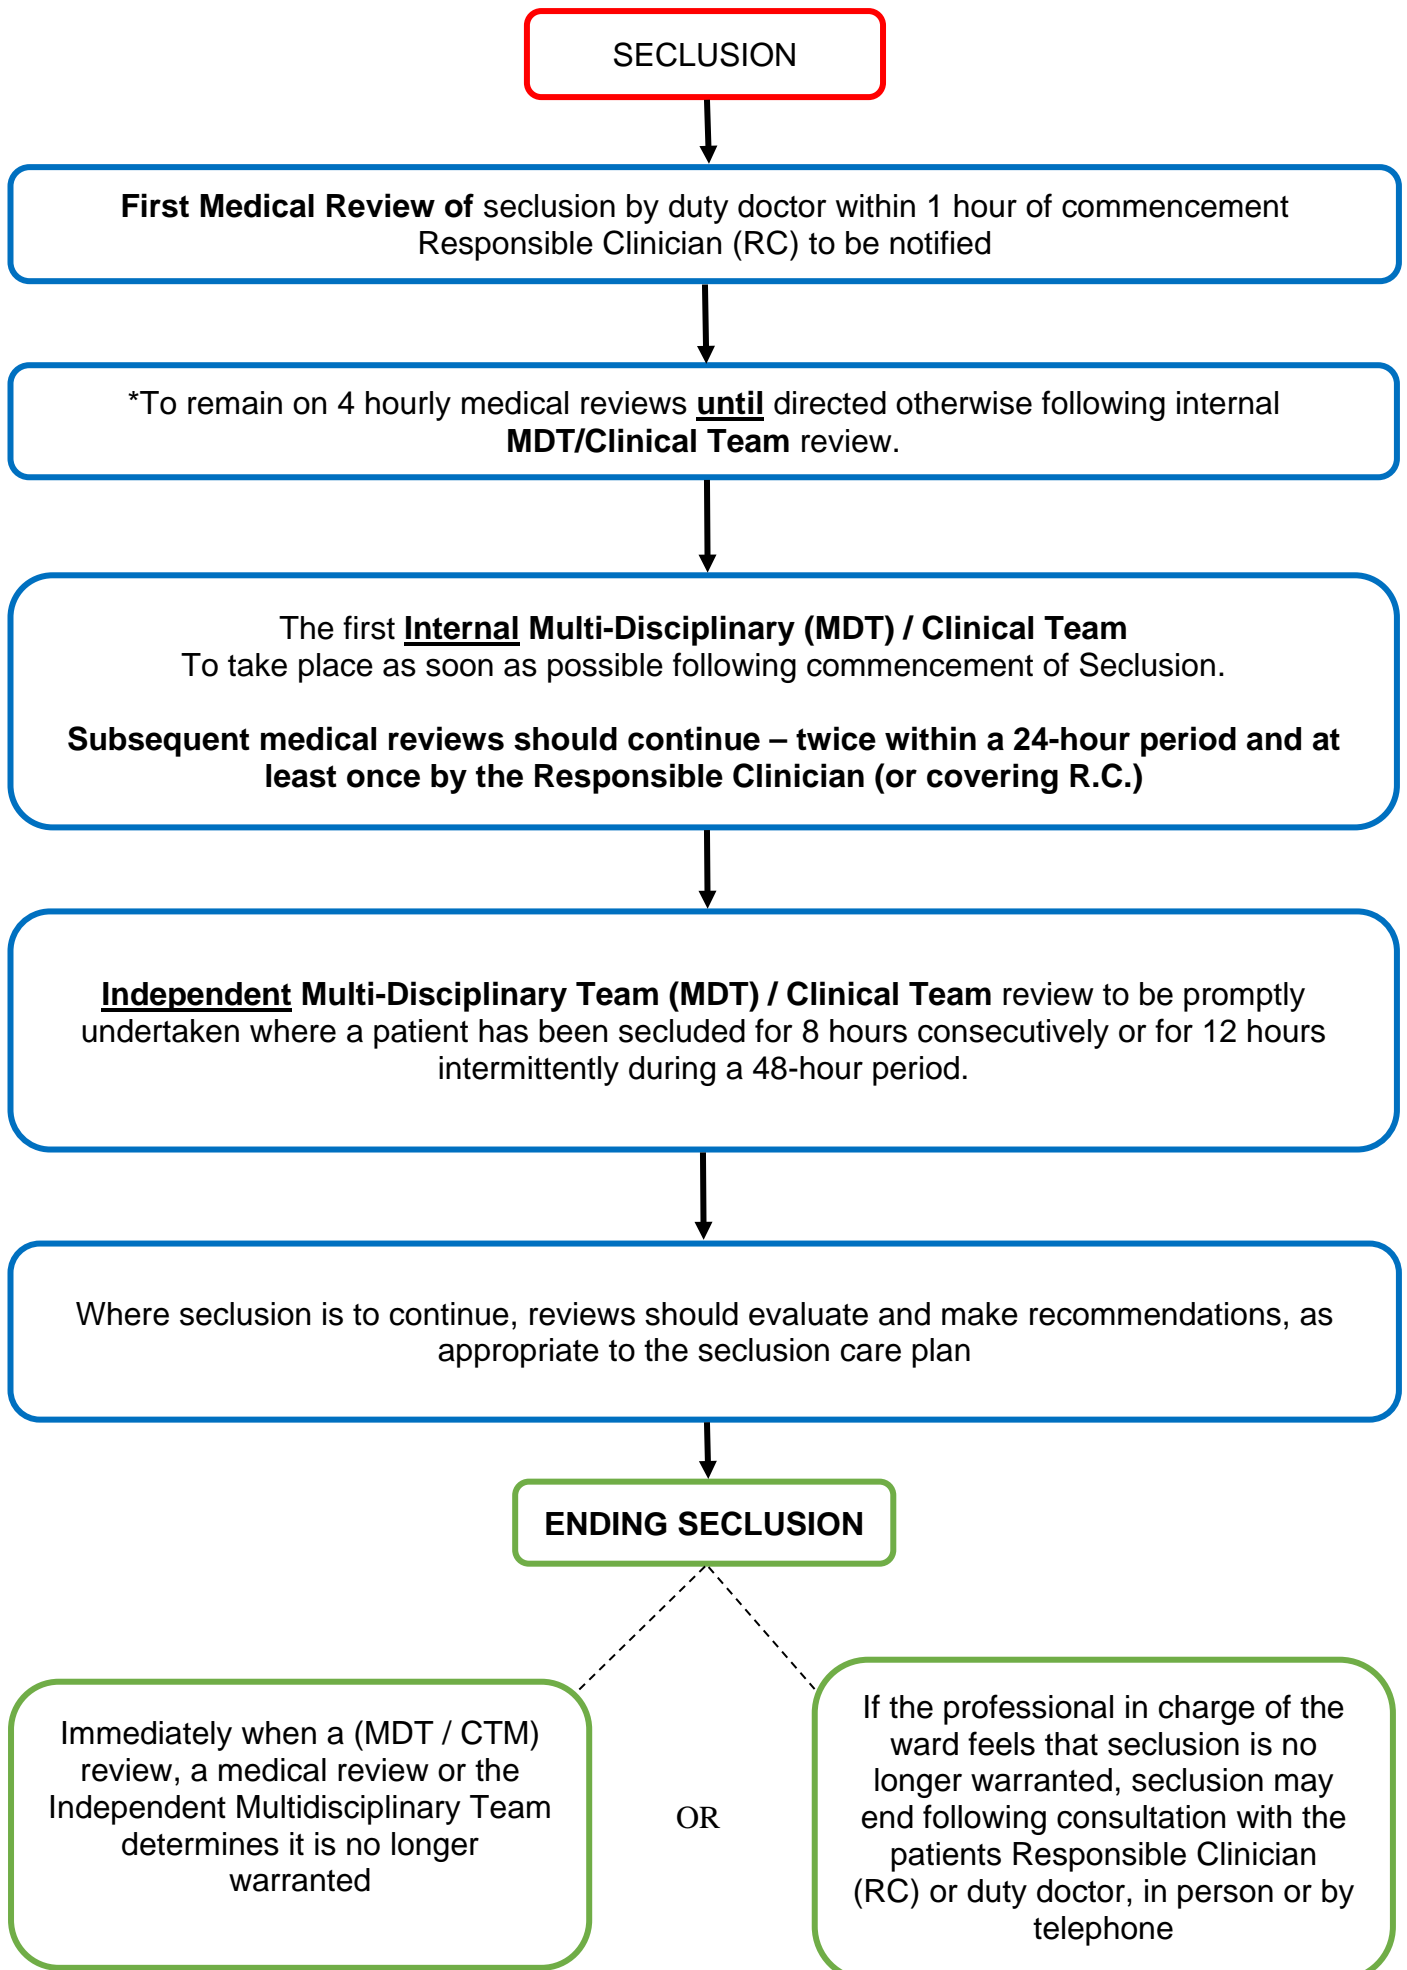 SECLUSION
First Medical Review of seclusion by duty doctor within 1 hour of commencement
Responsible Clinician (RC) to be notified
*To remain on 4 hourly medical reviews until directed otherwise following internal
MDT/Clinical Team review.
The first Internal Multi-Disciplinary (MDT) / Clinical Team
To take place as soon as possible following commencement of Seclusion.
Subsequent medical reviews should continue – twice within a 24-hour period and at
least once by the Responsible Clinician (or covering R.C.)
Independent Multi-Disciplinary Team (MDT) / Clinical Team review to be promptly
undertaken where a patient has been secluded for 8 hours consecutively or for 12 hours
intermittently during a 48-hour period.
Where seclusion is to continue, reviews should evaluate and make recommendations, as
appropriate to the seclusion care plan
ENDING SECLUSION
Immediately when a (MDT / CTM)
review, a medical review or the
Independent Multidisciplinary Team
determines it is no longer
warranted
OR
If the professional in charge of the
ward feels that seclusion is no
longer warranted, seclusion may
end following consultation with the
patients Responsible Clinician
(RC) or duty doctor, in person or by
telephone